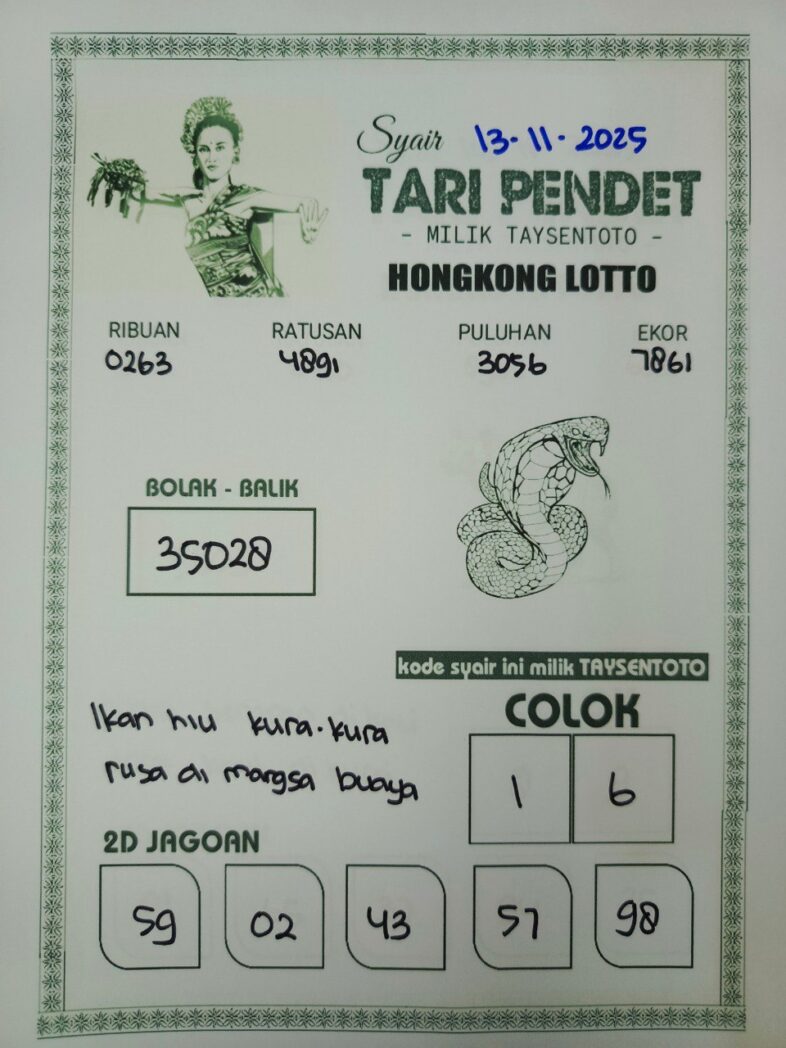 Syair 13-11-2025
TARI PENDET
- MILIK TAYSENTOTO -
HONGKONG LOTTO
RIBUAN RATUSAN PULUHAN EKOR
0263 4891 3056 7861
BOLAK - BALIK
35028
kode syair ini milik TAYSENTOTO
COLOK
1 6
Ikan hiu kura-kura
rusa di mangsa buaya
2D JAGOAN
59 02 43 57 98